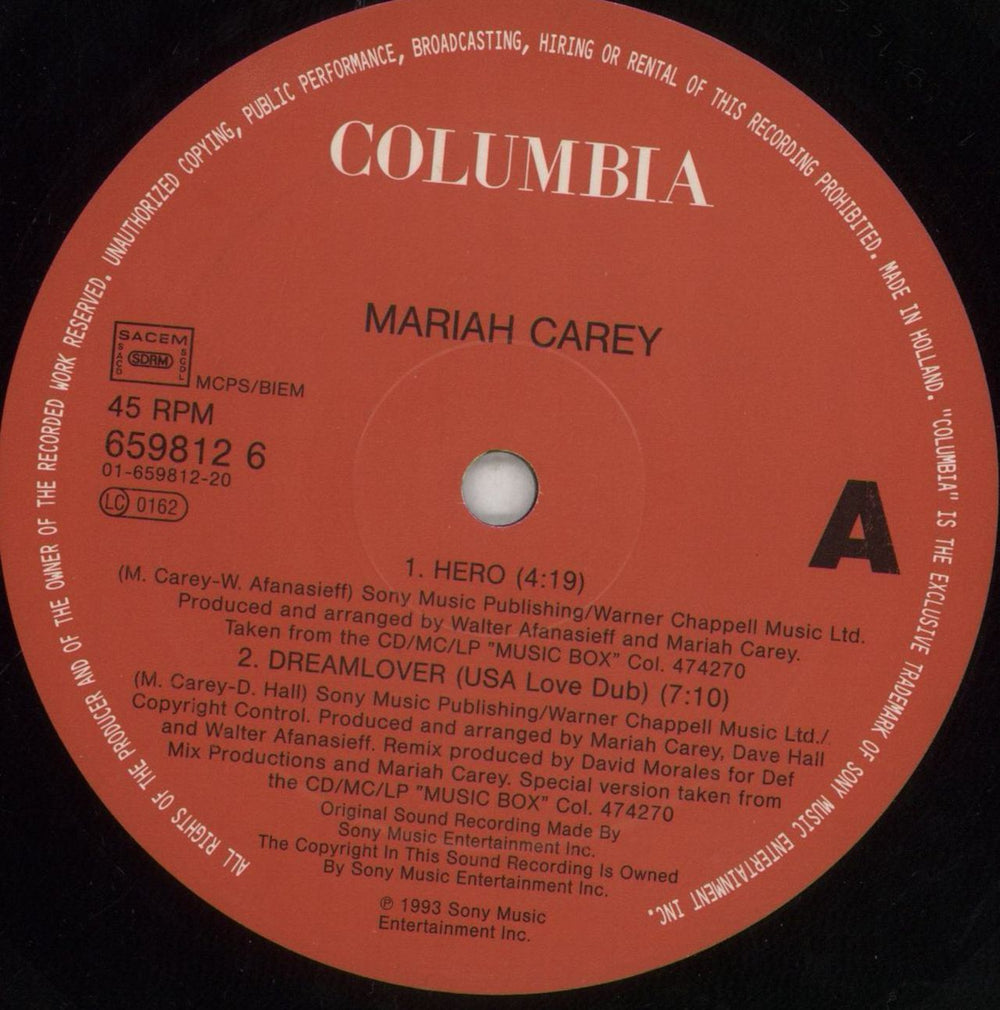 ALL RIGHTS OF THE PRODUCER AND OF THE OWNER OF THE RECORDED WORK RESERVED. UNAUTHORIZED COPYING, PUBLIC PERFORMANCE, BROADCASTING, HIRING OR RENTAL OF THIS RECORDING PROHIBITED. MADE IN HOLLAND. "COLUMBIA" IS THE EXCLUSIVE TRADEMARK OF SONY MUSIC ENTERTAINMENT INC.
COLUMBIA
MARIAH CAREY
SACEM
SACD
SDRM
SGDL
MCPS/BIEM
45 RPM
659812 6
01-659812-20
LC 0162
A
1. HERO (4:19)
(M. Carey-W. Afanasieff) Sony Music Publishing/Warner Chappell Music Ltd.
Produced and arranged by Walter Afanasieff and Mariah Carey.
Taken from the CD/MC/LP "MUSIC BOX" Col. 474270
2. DREAMLOVER (USA Love Dub) (7:10)
(M. Carey-D. Hall) Sony Music Publishing/Warner Chappell Music Ltd./
Copyright Control. Produced and arranged by Mariah Carey, Dave Hall
and Walter Afanasieff. Remix produced by David Morales for Def
Mix Productions and Mariah Carey. Special version taken from
the CD/MC/LP "MUSIC BOX" Col. 474270
Original Sound Recording Made By
Sony Music Entertainment Inc.
The Copyright In This Sound Recording Is Owned
By Sony Music Entertainment Inc.
℗ 1993 Sony Music
Entertainment Inc.